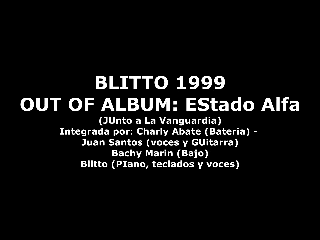 BLITTO 1999
OUT OF ALBUM: EStado Alfa
(JUnto a La Vanguardia)
Integrada por: Charly Abate (Bateria) -
Juan Santos (voces y GUitarra)
Bachy Marin (Bajo)
Blitto (PIano, teclados y voces)